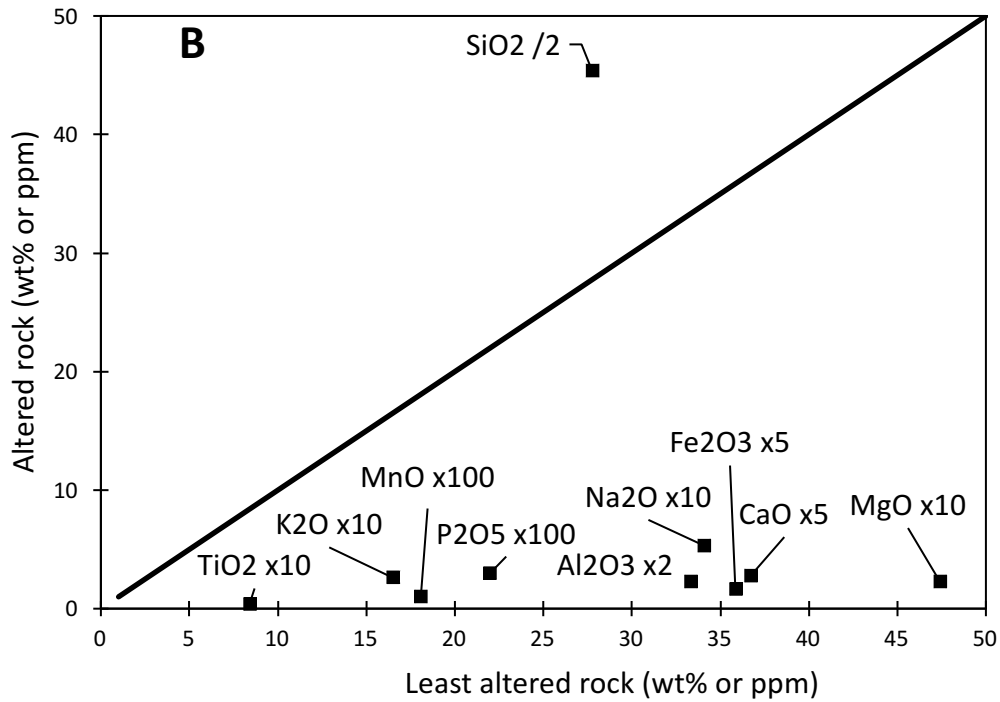 50
B
SiO2 /2
40
30
20
10
0
Altered rock (wt% or ppm)
Fe2O3 x5
MnO x100
Na2O x10
CaO x5
MgO x10
K2O x10
P2O5 x100
TiO2 x10
Al2O3 x2
0 5 10 15 20 25 30 35 40 45 50
Least altered rock (wt% or ppm)